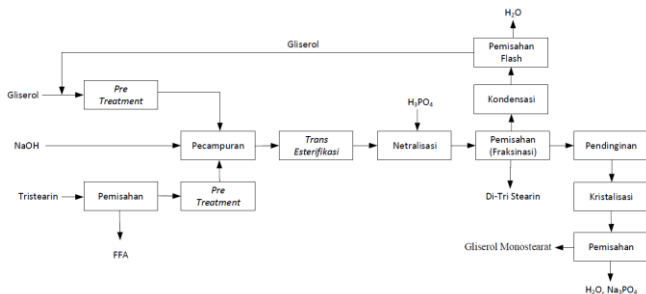 H₂O
Gliserol
Pemisahan
Flash
Gliserol
Pre
Treatment
H₃PO₄
Kondensasi
NaOH
Pecampuran
Trans
Esterifikasi
Netralisasi
Pemisahan
(Fraksinasi)
Pendinginan
Tristearin
Pemisahan
Pre
Treatment
Di-Tri Stearin
Kristalisasi
FFA
Gliserol Monostearat
Pemisahan
H₂O, Na₃PO₄